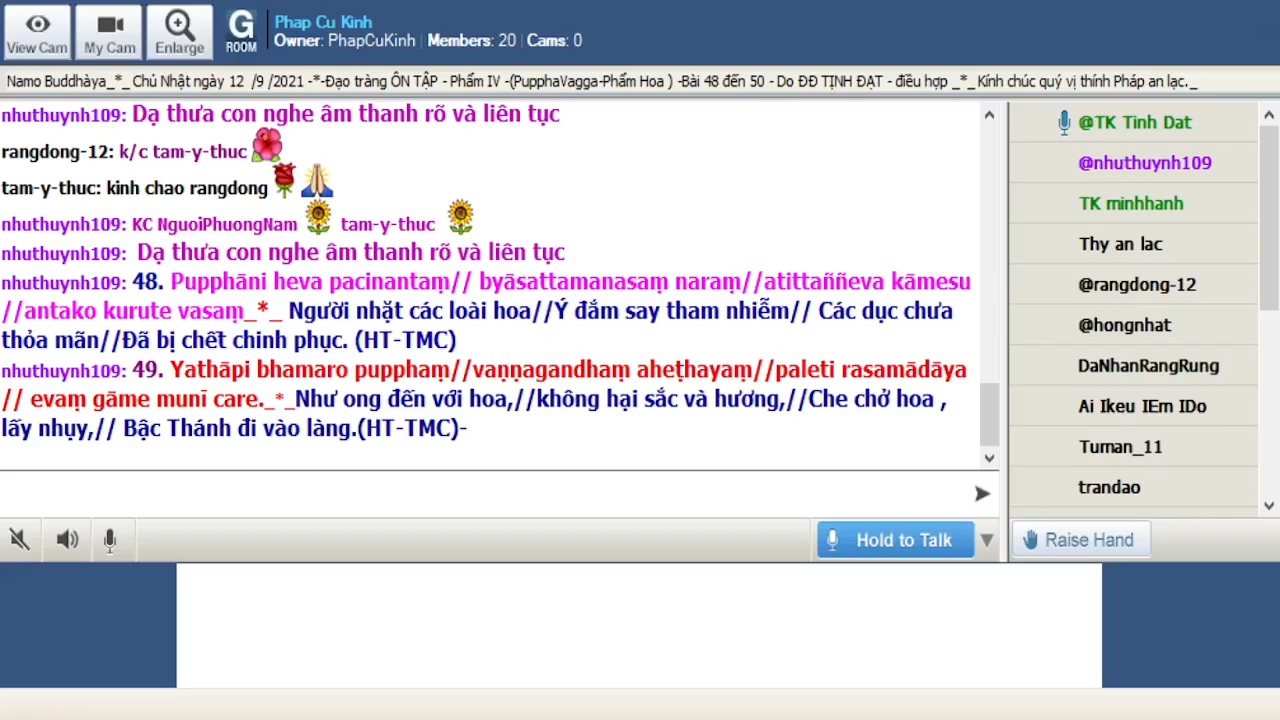 View Cam
My Cam
Enlarge
G
ROOM
Phap Cu Kinh
Owner: PhapCuKinh | Members: 20 | Cams: 0
Namo Buddhàya_*_ Chủ Nhật ngày 12 /9 /2021 -*-Đạo tràng ÔN TẬP - Phẩm IV -(PupphaVagga-Phẩm Hoa ) -Bài 48 đến 50 - Do ĐĐ TỊNH ĐẠT - điều hợp _*_ Kính chúc quý vị thính Pháp an lạc._
nhuthuynh109: Dạ thưa con nghe âm thanh rõ và liên tục
rangdong-12: k/c tam-y-thuc
tam-y-thuc: kinh chao rangdong
nhuthuynh109: KC NguoiPhuongNam tam-y-thuc
nhuthuynh109: Dạ thưa con nghe âm thanh rõ và liên tục
nhuthuynh109: 48. Pupphāni heva pacinantaṃ// byāsattamanasaṃ naraṃ//atittaññeva kāmesu
//antako kurute vasaṃ_*_ Người nhặt các loài hoa//Ý đắm say tham nhiễm// Các dục chưa
thỏa mãn//Đã bị chết chinh phục. (HT-TMC)
nhuthuynh109: 49. Yathāpi bhamaro pupphaṃ//vaṇṇagandhaṃ aheṭhayaṃ//paleti rasamādāya
// evaṃ gāme munī care._*_Như ong đến với hoa,//không hại sắc và hương,//Che chở hoa ,
lấy nhụy,// Bậc Thánh đi vào làng.(HT-TMC)-
@TK Tinh Dat
@nhuthuynh109
TK minhhanh
Thy an lac
@rangdong-12
@hongnhat
DaNhanRangRung
Ai Ikeu IEm IDo
Tuman_11
trandao
Hold to Talk
Raise Hand